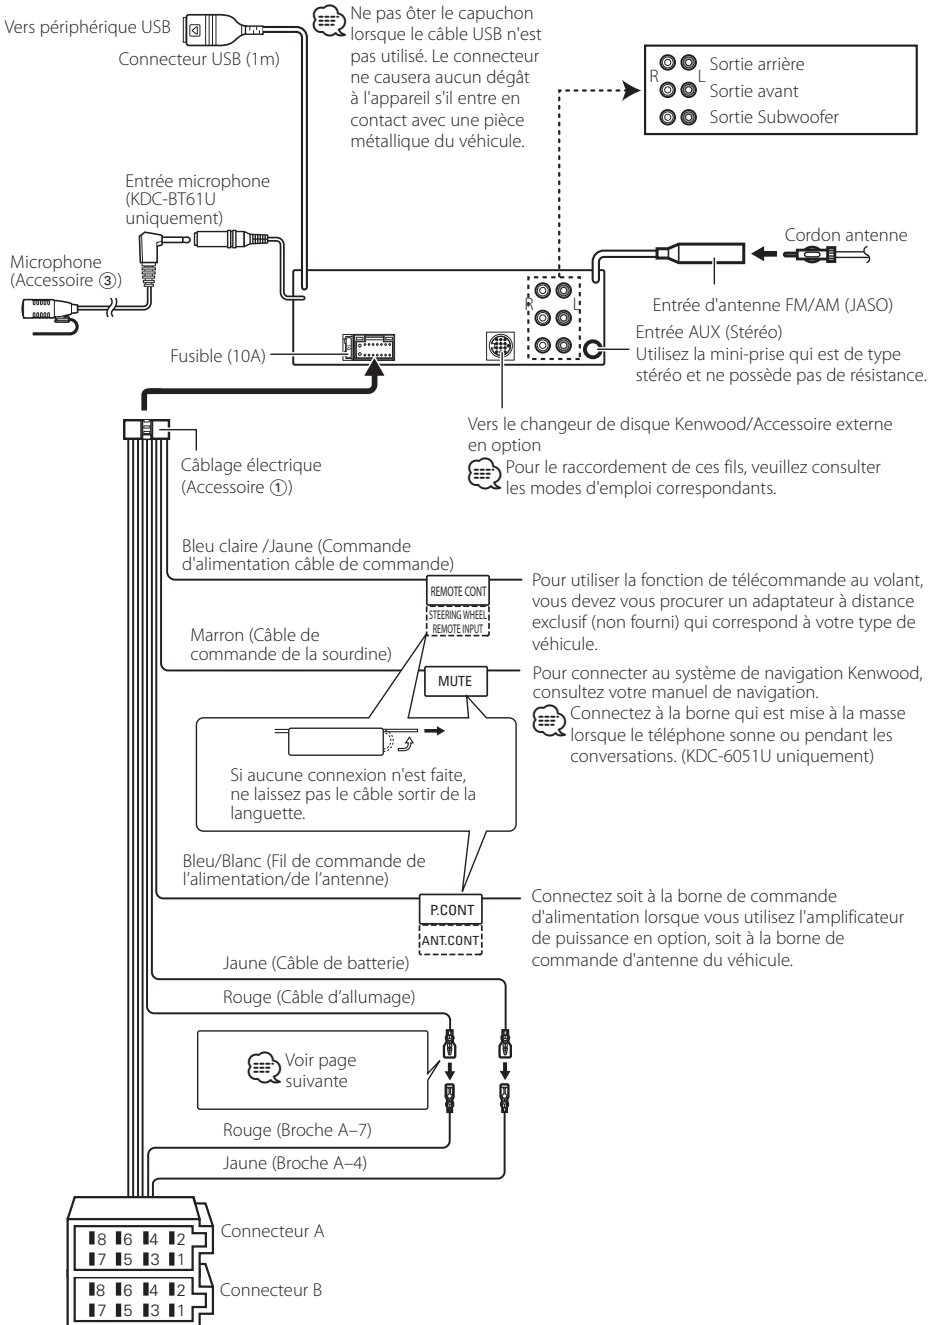 Vers périphérique USB
Connecteur USB (1m)
Ne pas ôter le capuchon
lorsque le câble USB n'est
pas utilisé. Le connecteur
ne causera aucun dégât
à l'appareil s'il entre en
contact avec une pièce
métallique du véhicule.
R L
Sortie arrière
Sortie avant
Sortie Subwoofer
Entrée microphone
(KDC-BT61U
uniquement)
Microphone
(Accessoire ③)
Cordon antenne
Entrée d'antenne FM/AM (JASO)
R L
Entrée AUX (Stéréo)
Utilisez la mini-prise qui est de type
stéréo et ne possède pas de résistance.
Fusible (10A)
Vers le changeur de disque Kenwood/Accessoire externe
en option
Pour le raccordement de ces fils, veuillez consulter
les modes d'emploi correspondants.
Câblage électrique
(Accessoire ①)
Bleu claire /Jaune (Commande
d'alimentation câble de commande)
REMOTE CONT
STEERING WHEEL
REMOTE INPUT
Pour utiliser la fonction de télécommande au volant,
vous devez vous procurer un adaptateur à distance
exclusif (non fourni) qui correspond à votre type de
véhicule.
Marron (Câble de
commande de la sourdine)
MUTE
Pour connecter au système de navigation Kenwood,
consultez votre manuel de navigation.
Connectez à la borne qui est mise à la masse
lorsque le téléphone sonne ou pendant les
conversations. (KDC-6051U uniquement)
Si aucune connexion n'est faite,
ne laissez pas le câble sortir de la
languette.
Bleu/Blanc (Fil de commande de
l'alimentation/de l'antenne)
P.CONT
ANT.CONT
Connectez soit à la borne de commande
d'alimentation lorsque vous utilisez l'amplificateur
de puissance en option, soit à la borne de
commande d'antenne du véhicule.
Jaune (Câble de batterie)
Rouge (Câble d'allumage)
Voir page
suivante
Rouge (Broche A–7)
Jaune (Broche A–4)
Connecteur A
8 6 4 2
7 5 3 1
Connecteur B
8 6 4 2
7 5 3 1